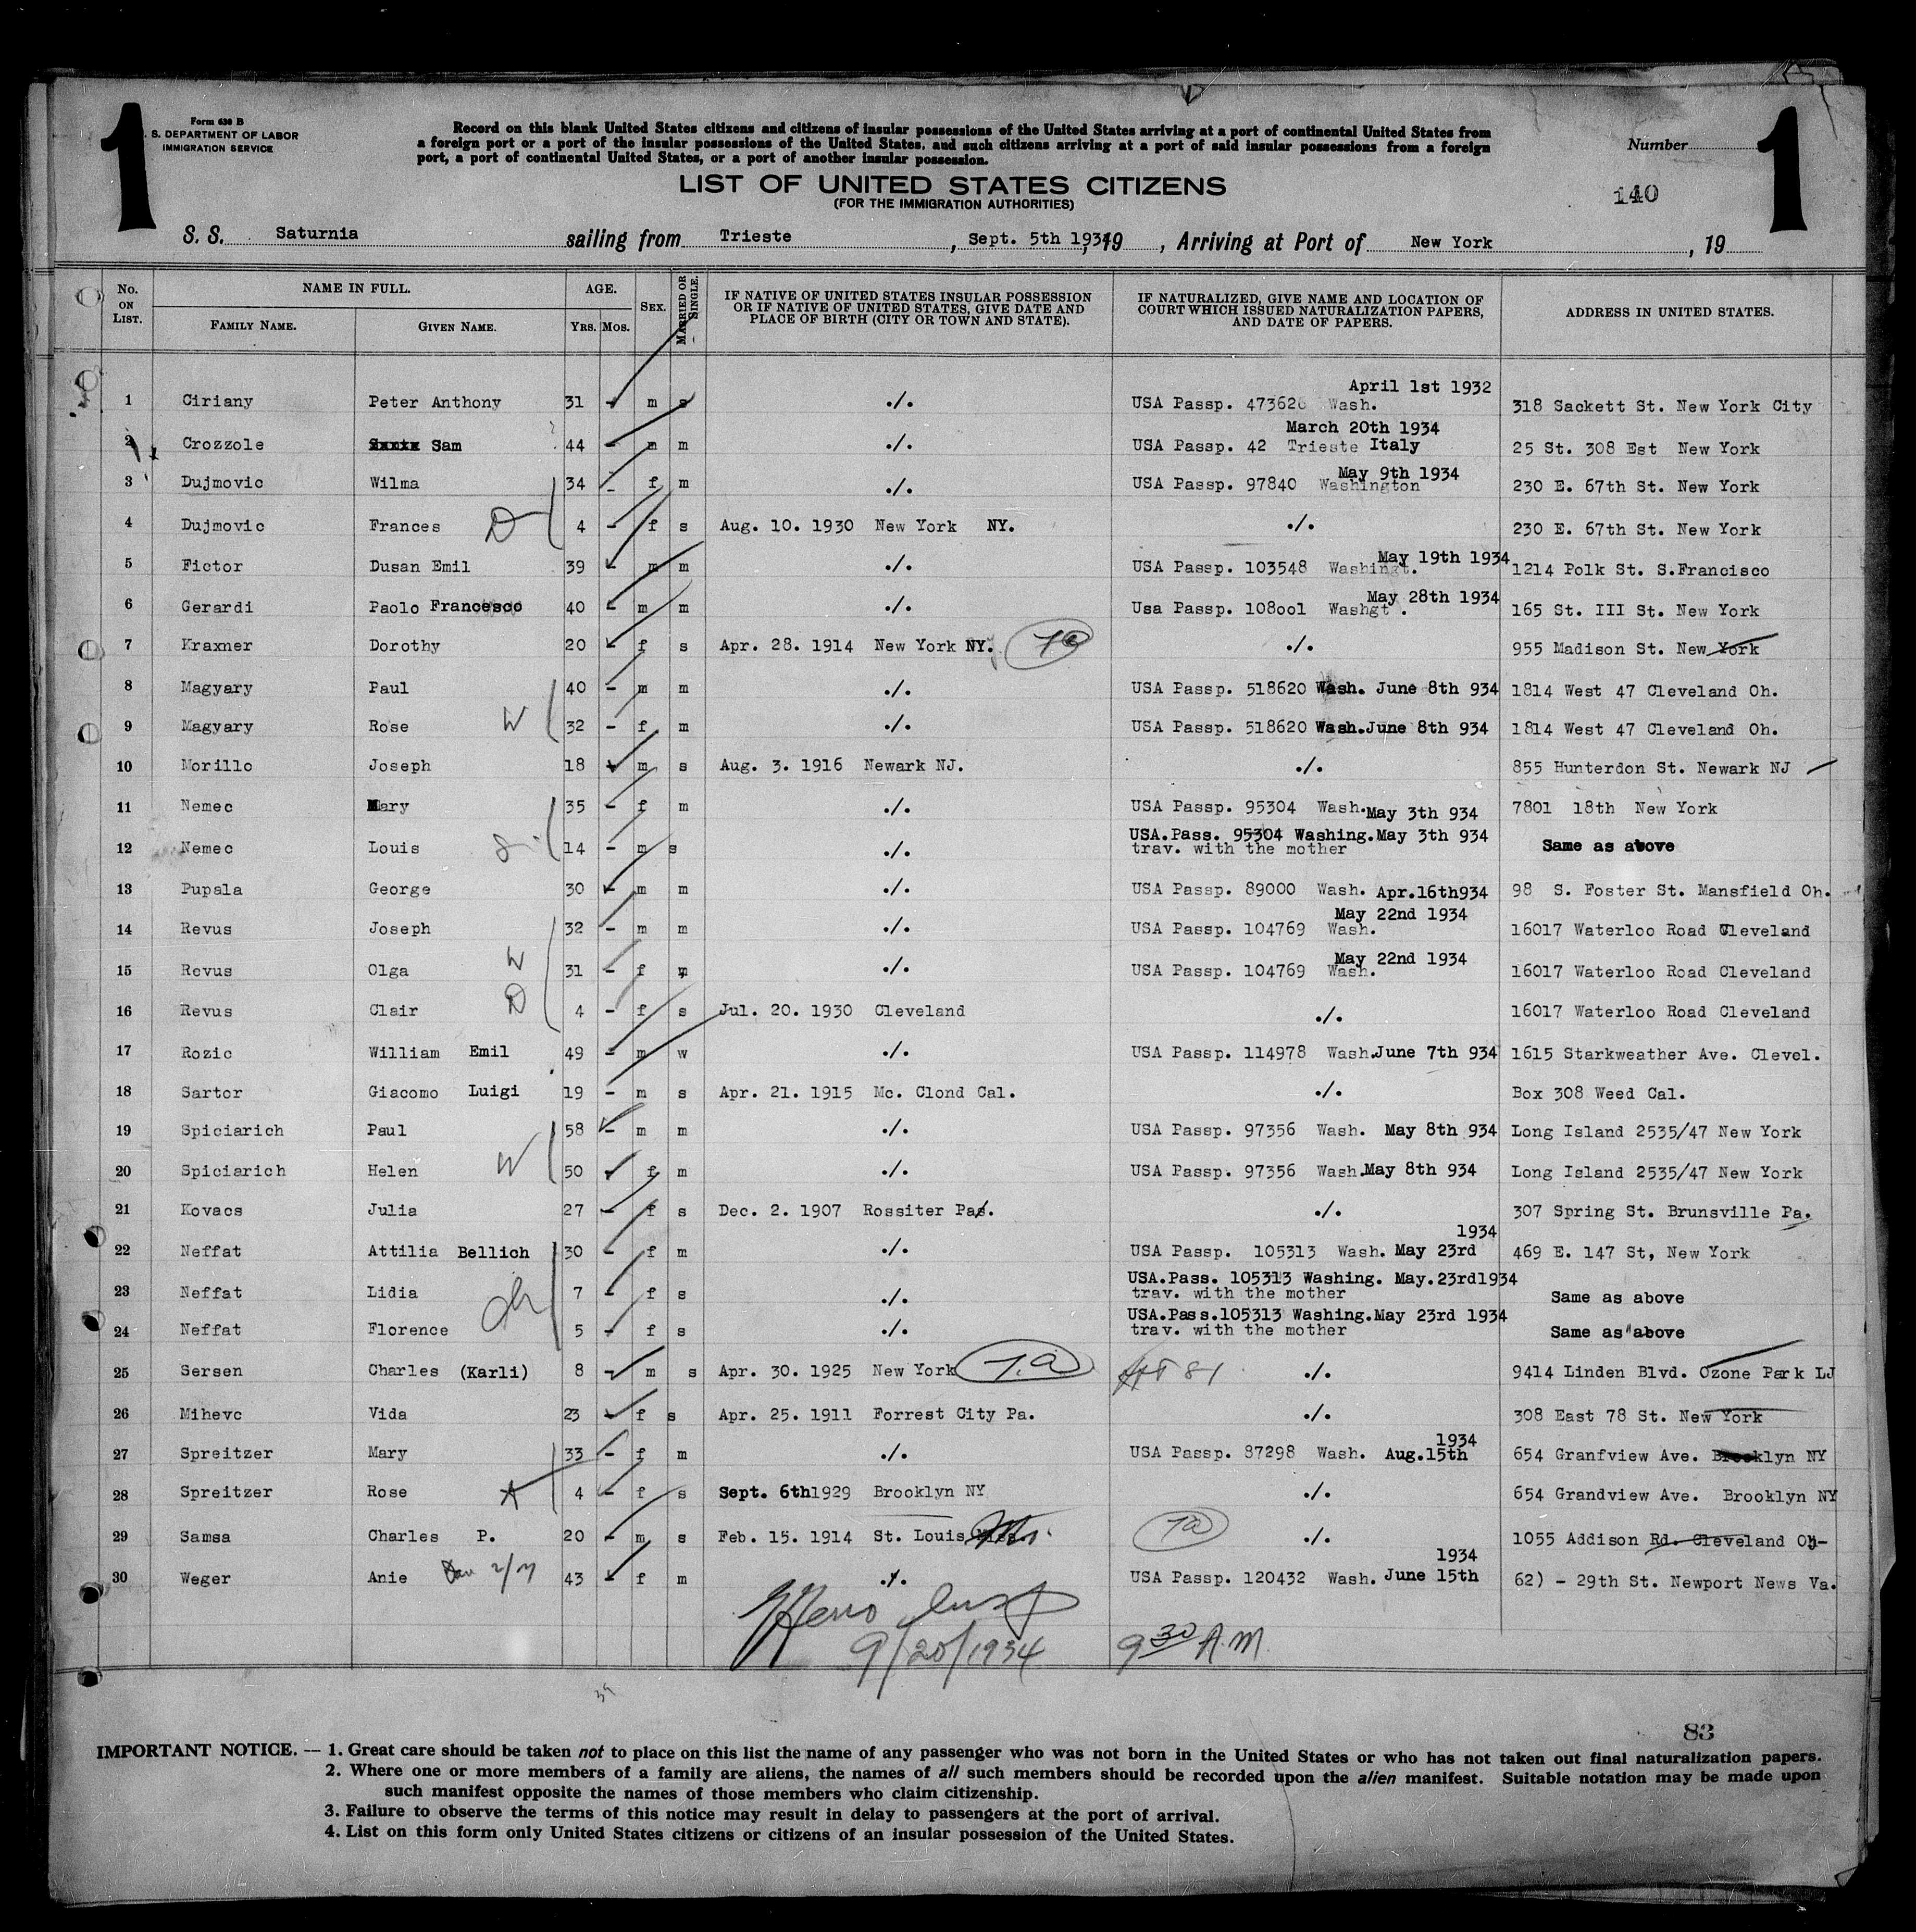 1
Form 630 B
S. DEPARTMENT OF LABOR
IMMIGRATION SERVICE
Record on this blank United States citizens and citizens of insular possessions of the United States arriving at a port of continental United States from
a foreign port or a port of the insular possessions of the United States, and such citizens arriving at a port of said insular possessions from a foreign
port, a port of continental United States, or a port of another insular possession.
LIST OF UNITED STATES CITIZENS
(FOR THE IMMIGRATION AUTHORITIES)
Number
140
1
S. S. Saturnia sailing from Trieste, Sept. 5th 1934, 19, Arriving at Port of New York, 19
No. ON LIST. NAME IN FULL. FAMILY NAME. GIVEN NAME. AGE. YRS. MOS. SEX. MARRIED OR SINGLE. IF NATIVE OF UNITED STATES INSULAR POSSESSION OR IF NATIVE OF UNITED STATES, GIVE DATE AND PLACE OF BIRTH (CITY OR TOWN AND STATE). IF NATURALIZED, GIVE NAME AND LOCATION OF COURT WHICH ISSUED NATURALIZATION PAPERS, AND DATE OF PAPERS. ADDRESS IN UNITED STATES.
1 Ciriany Peter Anthony 31 - m s ./. USA Passp. 473626 Wash. April 1st 1932 318 Sackett St. New York City
2 Crozzole Sam 44 - m m ./. USA Passp. 42 Trieste Italy March 20th 1934 25 St. 308 Est New York
3 Dujmovic Wilma 34 - f m ./. USA Passp. 97840 Washington May 9th 1934 230 E. 67th St. New York
4 Dujmovic Frances D 4 - f s Aug. 10. 1930 New York NY. ./. 230 E. 67th St. New York
5 Fictor Dusan Emil 39 - m m ./. USA Passp. 103548 Washingt. May 19th 1934 1214 Polk St. S.Francisco
6 Gerardi Paolo Francesco 40 - m m ./. Usa Passp. 108001 Washgt. May 28th 1934 165 St. III St. New York
7 Kraxner Dorothy 20 f s Apr. 28. 1914 New York NY. ./. 955 Madison St. New York
8 Magyary Paul 40 - m m ./. USA Passp. 518620 Wash. June 8th 934 1814 West 47 Cleveland Oh.
9 Magyary Rose W 32 - f m ./. USA Passp. 518620 Wash. June 8th 934 1814 West 47 Cleveland Oh.
10 Morillo Joseph 18 - m s Aug. 3. 1916 Newark NJ. ./. 855 Hunterdon St. Newark NJ
11 Nemec Mary 35 - f m ./. USA Passp. 95304 Wash. May 3th 934 7801 18th New York
12 Nemec Louis 14 - m s ./. USA.Pass. 95304 Washing.May 3th 934 trav. with the mother Same as above
13 Pupala George 30 - m m ./. USA Passp. 89000 Wash. Apr.16th934 98 S. Foster St. Mansfield Oh.
14 Revus Joseph 32 - m m ./. USA Passp. 104769 Wash. May 22nd 1934 16017 Waterloo Road Cleveland
15 Revus Olga W 31 - f m ./. USA Passp. 104769 Wash. May 22nd 1934 16017 Waterloo Road Cleveland
16 Revus Clair D 4 - f s Jul. 20. 1930 Cleveland ./. 16017 Waterloo Road Cleveland
17 Rozic William Emil 49 - m w ./. USA Passp. 114978 Wash.June 7th 934 1615 Starkweather Ave. Clevel.
18 Sartor Giacomo Luigi 19 - m s Apr. 21. 1915 Mc. Clond Cal. ./. Box 308 Weed Cal.
19 Spiciarich Paul 58 - m m ./. USA Passp. 97356 Wash. May 8th 934 Long Island 2535/47 New York
20 Spiciarich Helen W 50 - f m ./. USA Passp. 97356 Wash.May 8th 934 Long Island 2535/47 New York
21 Kovacs Julia 27 - f s Dec. 2. 1907 Rossiter Pa. ./. 307 Spring St. Brunsville Pa.
22 Neffat Attilia Bellich 30 - f m ./. USA Passp. 105313 Wash. May 23rd 1934 469 E. 147 St, New York
23 Neffat Lidia 7 - f s ./. USA.Pass. 105313 Washing. May.23rd1934 trav. with the mother Same as above
24 Neffat Florence 5 - f s ./. USA.Pass.105313 Washing.May 23rd 1934 trav. with the mother Same as above
25 Sersen Charles (Karli) 8 - m s Apr. 30. 1925 New York ./. 9414 Linden Blvd. Ozone Park LJ
26 Mihevc Vida 23 - f s Apr. 25. 1911 Forrest City Pa. ./. 308 East 78 St. New York
27 Spreitzer Mary 33 - f m ./. USA Passp. 87298 Wash. Aug.15th 1934 654 Granfview Ave. Brooklyn NY
28 Spreitzer Rose 4 - f s Sept. 6th1929 Brooklyn NY ./. 654 Grandview Ave. Brooklyn NY
29 Samsa Charles P. 20 - m s Feb. 15. 1914 St. Louis ./. 1055 Addison Rd. Cleveland Oh-
30 Weger Anie 43 - f m ./. USA Passp. 120432 Wash. June 15th 1934 62) - 29th St. Newport News Va.
9/20/1934 9 30 A.M.
83
IMPORTANT NOTICE. — 1. Great care should be taken not to place on this list the name of any passenger who was not born in the United States or who has not taken out final naturalization papers.
2. Where one or more members of a family are aliens, the names of all such members should be recorded upon the alien manifest. Suitable notation may be made upon
such manifest opposite the names of those members who claim citizenship.
3. Failure to observe the terms of this notice may result in delay to passengers at the port of arrival.
4. List on this form only United States citizens or citizens of an insular possession of the United States.